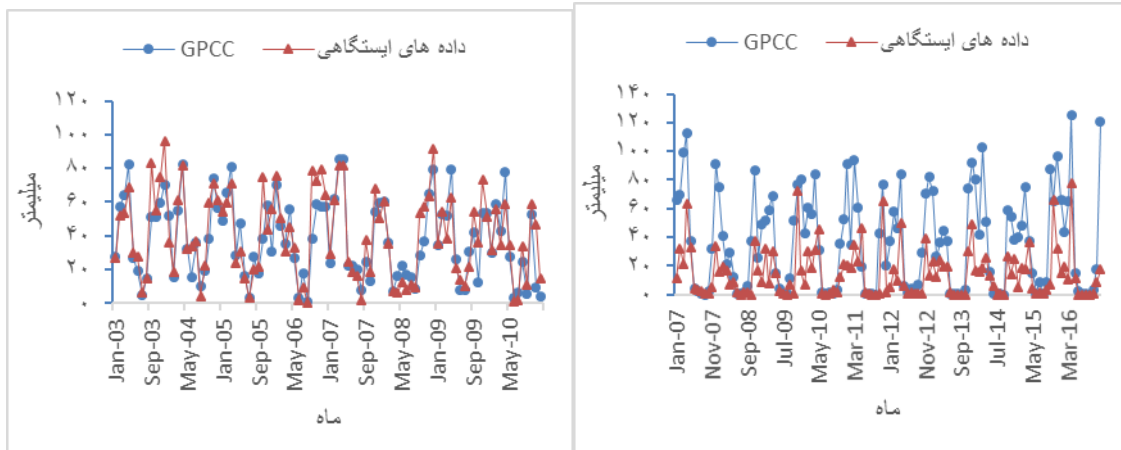 GPCC داده های ایستگاهی
میلیمتر
۱۲۰
۱۰۰
۸۰
۶۰
۴۰
۲۰
۰
Jan-03
Sep-03
May-04
Jan-05
Sep-05
May-06
Jan-07
Sep-07
May-08
Jan-09
Sep-09
May-10
ماه
GPCC داده های ایستگاهی
میلیمتر
۱۴۰
۱۲۰
۱۰۰
۸۰
۶۰
۴۰
۲۰
۰
Jan-07
Nov-07
Sep-08
Jul-09
May-10
Mar-11
Jan-12
Nov-12
Sep-13
Jul-14
May-15
Mar-16
ماه